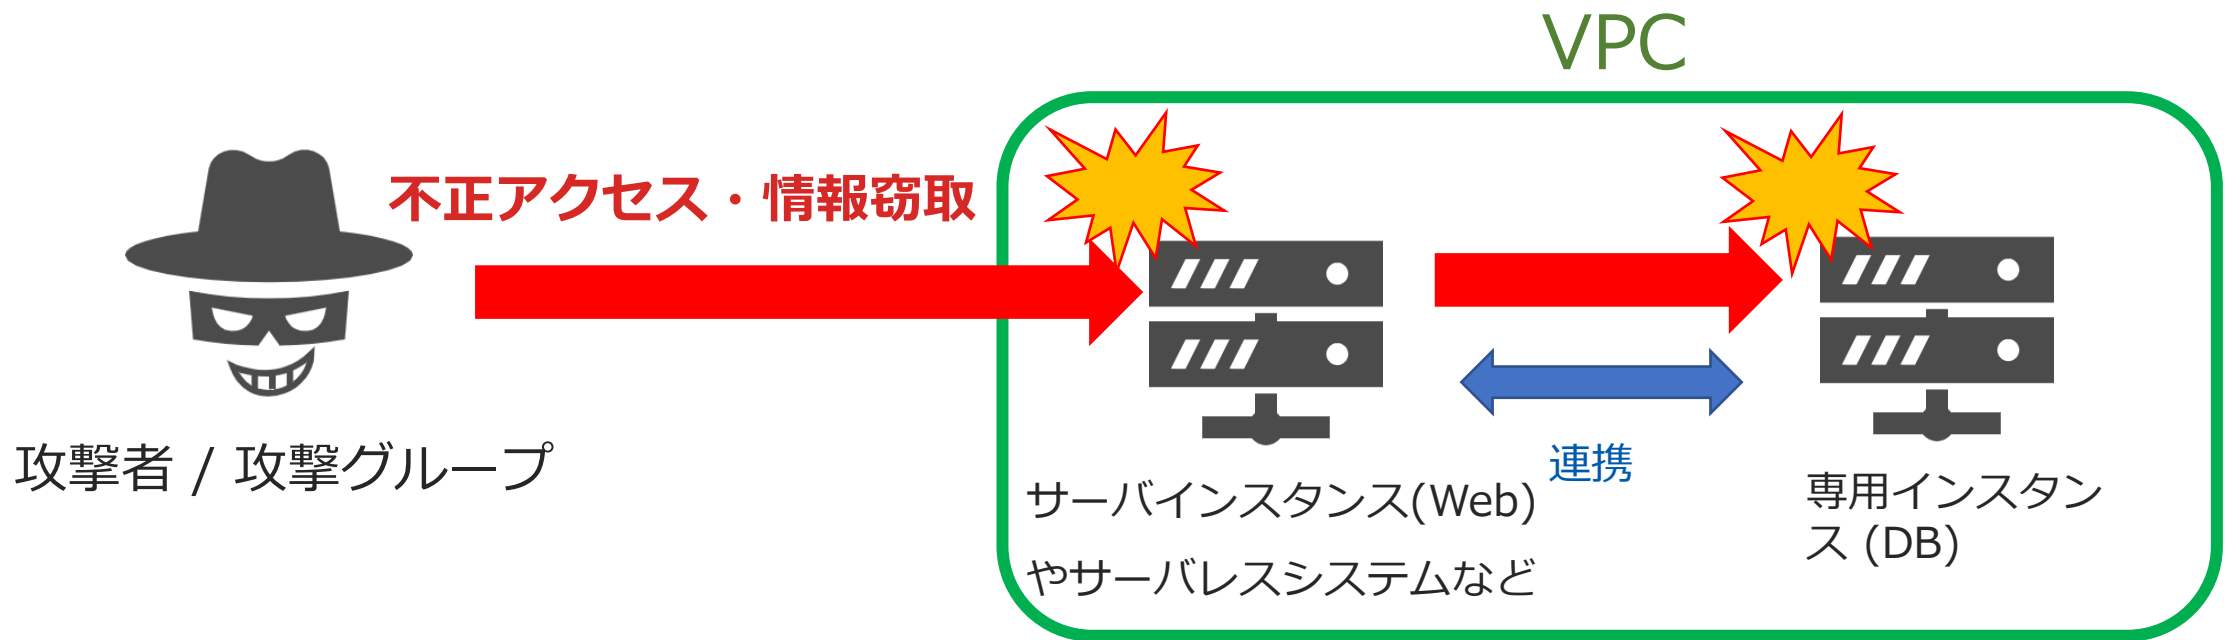 VPC
不正アクセス・情報窃取
攻撃者 / 攻撃グループ
連携
サーバインスタンス(Web)
やサーバレスシステムなど
専用インスタン
ス (DB)